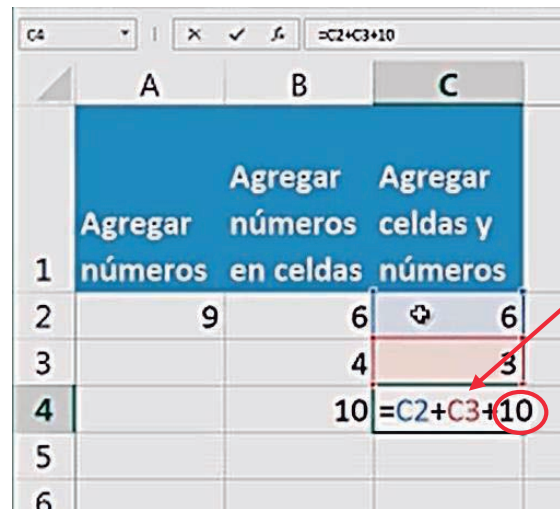 C4 =C2+C3+10
A B C
Agregar Agregar
Agregar números celdas y
1 números en celdas números
2 9 6 6
3 4 3
4 10 =C2+C3+10
5
6